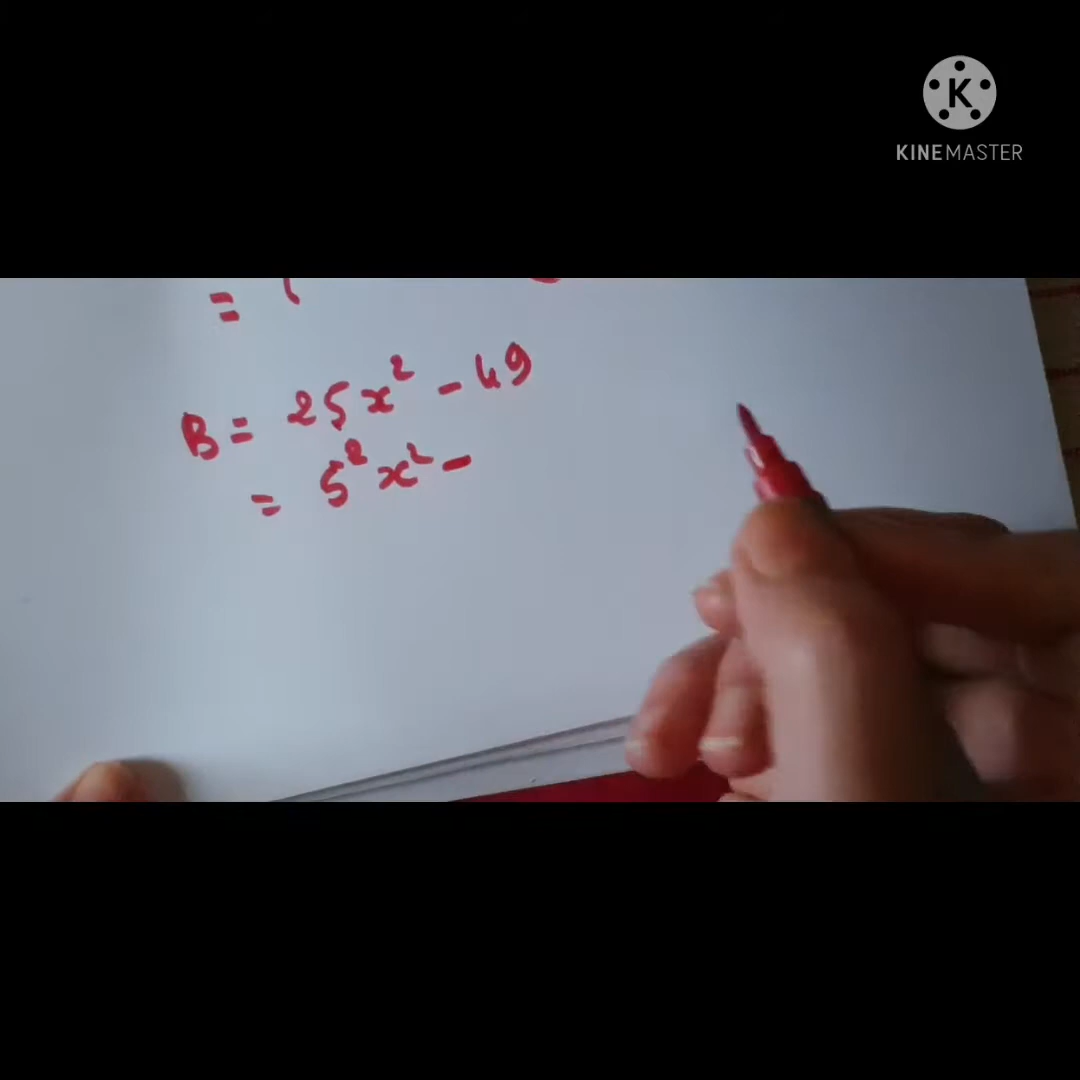 K
KINEMASTER
=
B = 25x² - 49
= 5²x² -